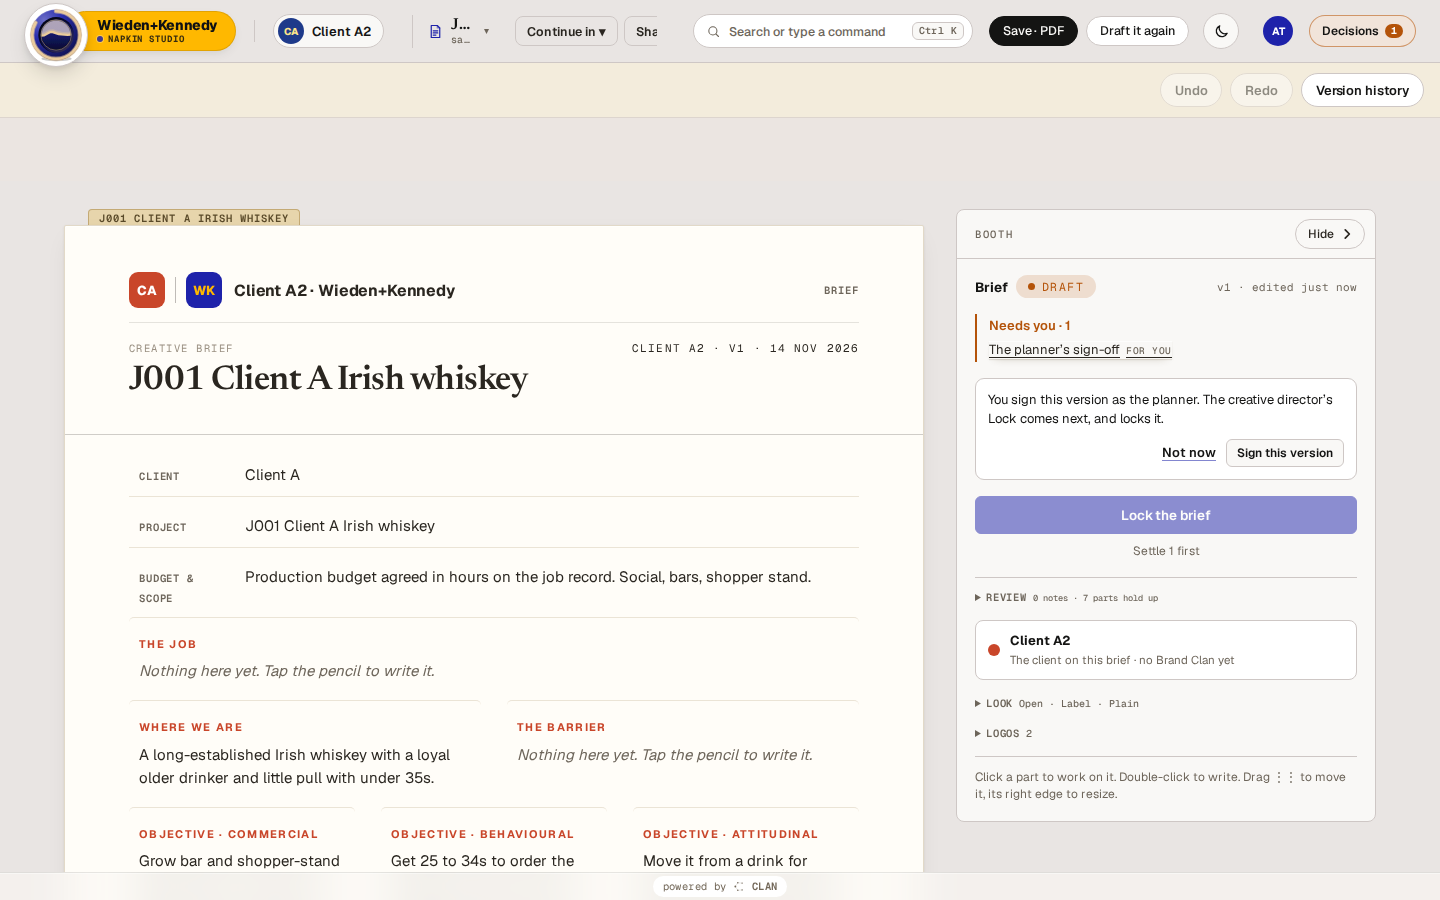 Wieden+Kennedy
NAPKIN STUDIO
CA Client A2
J… ▾
sa…
Continue in ▾
Sha
Search or type a command Ctrl K
Save · PDF
Draft it again
AT
Decisions 1
Undo
Redo
Version history
J001 CLIENT A IRISH WHISKEY
CA WK Client A2 · Wieden+Kennedy
BRIEF
CREATIVE BRIEF
CLIENT A2 · V1 · 14 NOV 2026
J001 Client A Irish whiskey
CLIENT Client A
PROJECT J001 Client A Irish whiskey
BUDGET & SCOPE Production budget agreed in hours on the job record. Social, bars, shopper stand.
THE JOB
Nothing here yet. Tap the pencil to write it.
WHERE WE ARE
A long-established Irish whiskey with a loyal
older drinker and little pull with under 35s.
THE BARRIER
Nothing here yet. Tap the pencil to write it.
OBJECTIVE · COMMERCIAL
Grow bar and shopper-stand
OBJECTIVE · BEHAVIOURAL
Get 25 to 34s to order the
OBJECTIVE · ATTITUDINAL
Move it from a drink for
BOOTH
Hide
Brief DRAFT
v1 · edited just now
Needs you · 1
The planner's sign-off FOR YOU
You sign this version as the planner. The creative director's
Lock comes next, and locks it.
Not now
Sign this version
Lock the brief
Settle 1 first
REVIEW 0 notes · 7 parts hold up
Client A2
The client on this brief · no Brand Clan yet
LOOK Open · Label · Plain
LOGOS 2
Click a part to work on it. Double-click to write. Drag ⋮⋮ to move
it, its right edge to resize.
powered by CLAN